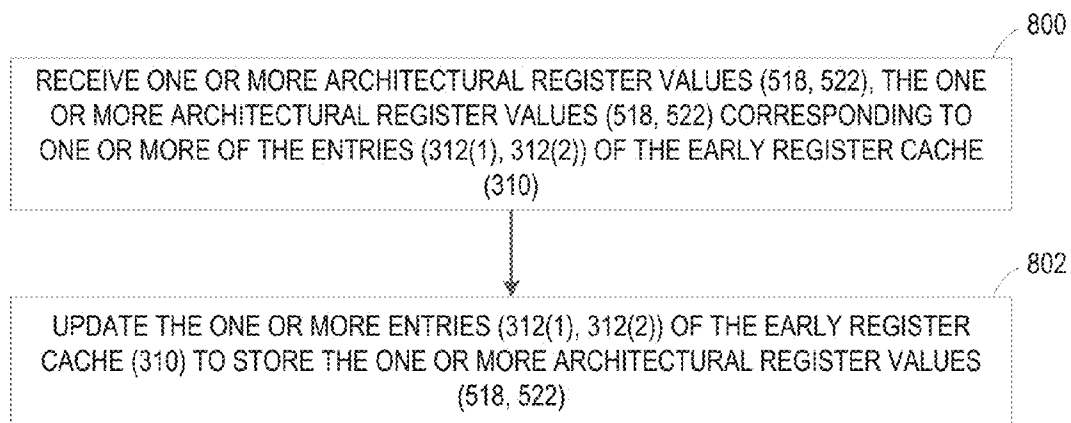 800
RECEIVE ONE OR MORE ARCHITECTURAL REGISTER VALUES (518, 522), THE ONE
OR MORE ARCHITECTURAL REGISTER VALUES (518, 522) CORRESPONDING TO
ONE OR MORE OF THE ENTRIES (312(1), 312(2)) OF THE EARLY REGISTER CACHE
(310)
802
UPDATE THE ONE OR MORE ENTRIES (312(1), 312(2)) OF THE EARLY REGISTER
CACHE (310) TO STORE THE ONE OR MORE ARCHITECTURAL REGISTER VALUES
(518, 522)